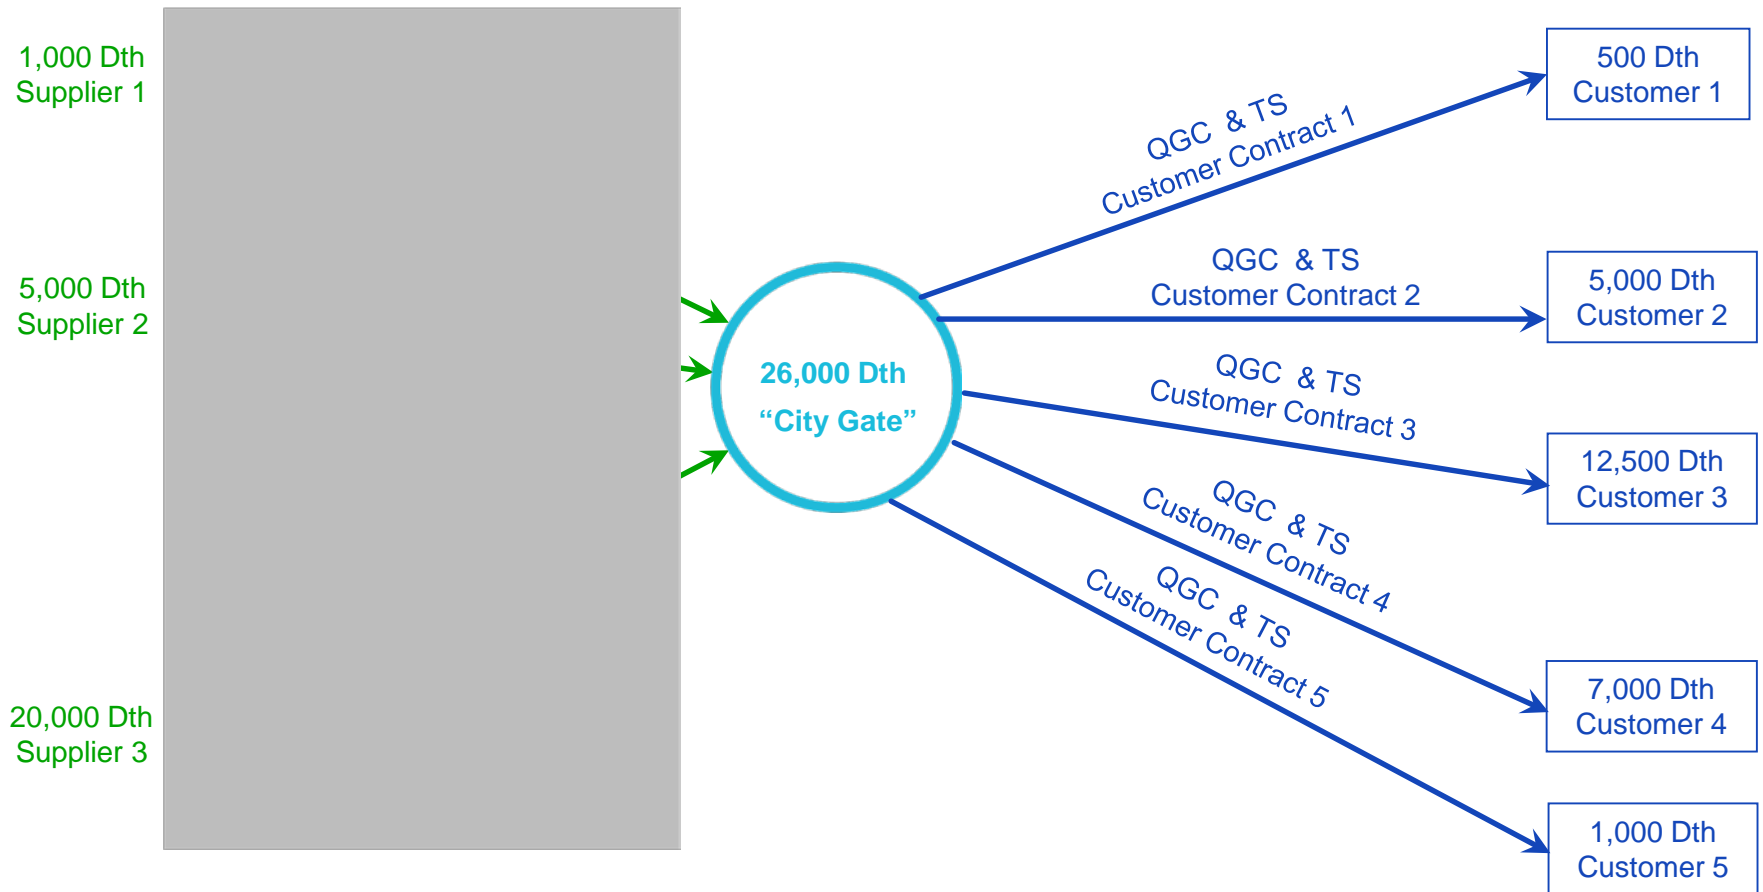 1,000 Dth
Supplier 1
5,000 Dth
Supplier 2
20,000 Dth
Supplier 3
26,000 Dth
“City Gate”
QGC & TS
Customer Contract 1
QGC & TS
Customer Contract 2
QGC & TS
Customer Contract 3
QGC & TS
Customer Contract 4
QGC & TS
Customer Contract 5
500 Dth
Customer 1
5,000 Dth
Customer 2
12,500 Dth
Customer 3
7,000 Dth
Customer 4
1,000 Dth
Customer 5